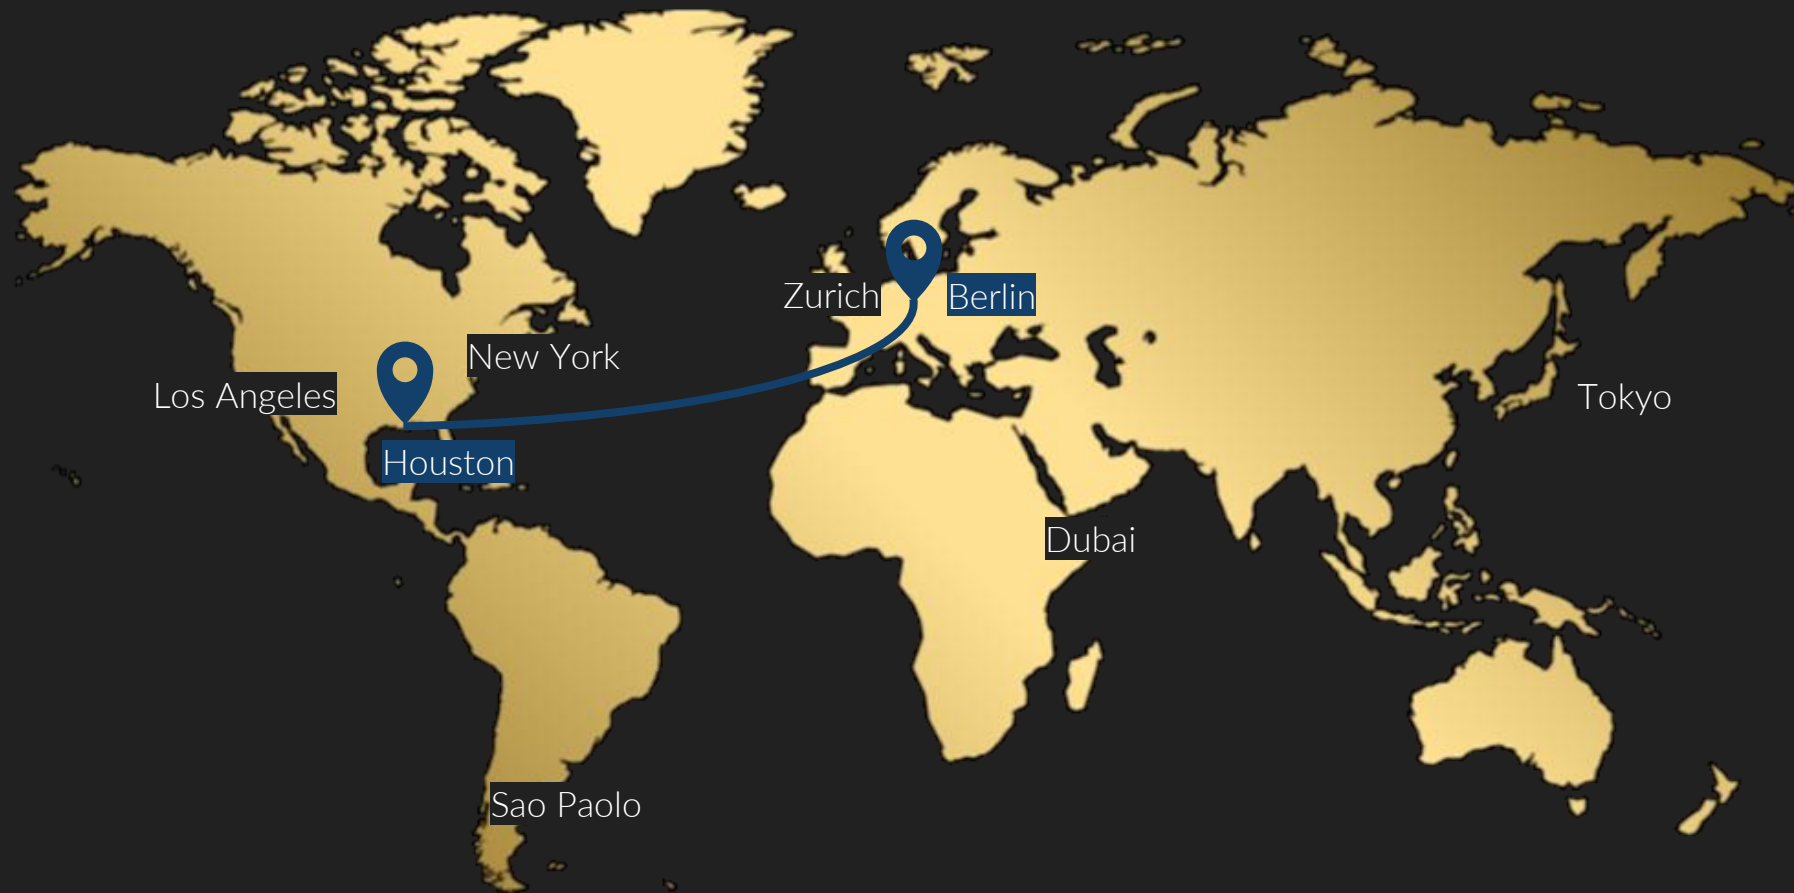 Zurich
Berlin
New York
Los Angeles
Tokyo
Houston
Dubai
Sao Paolo